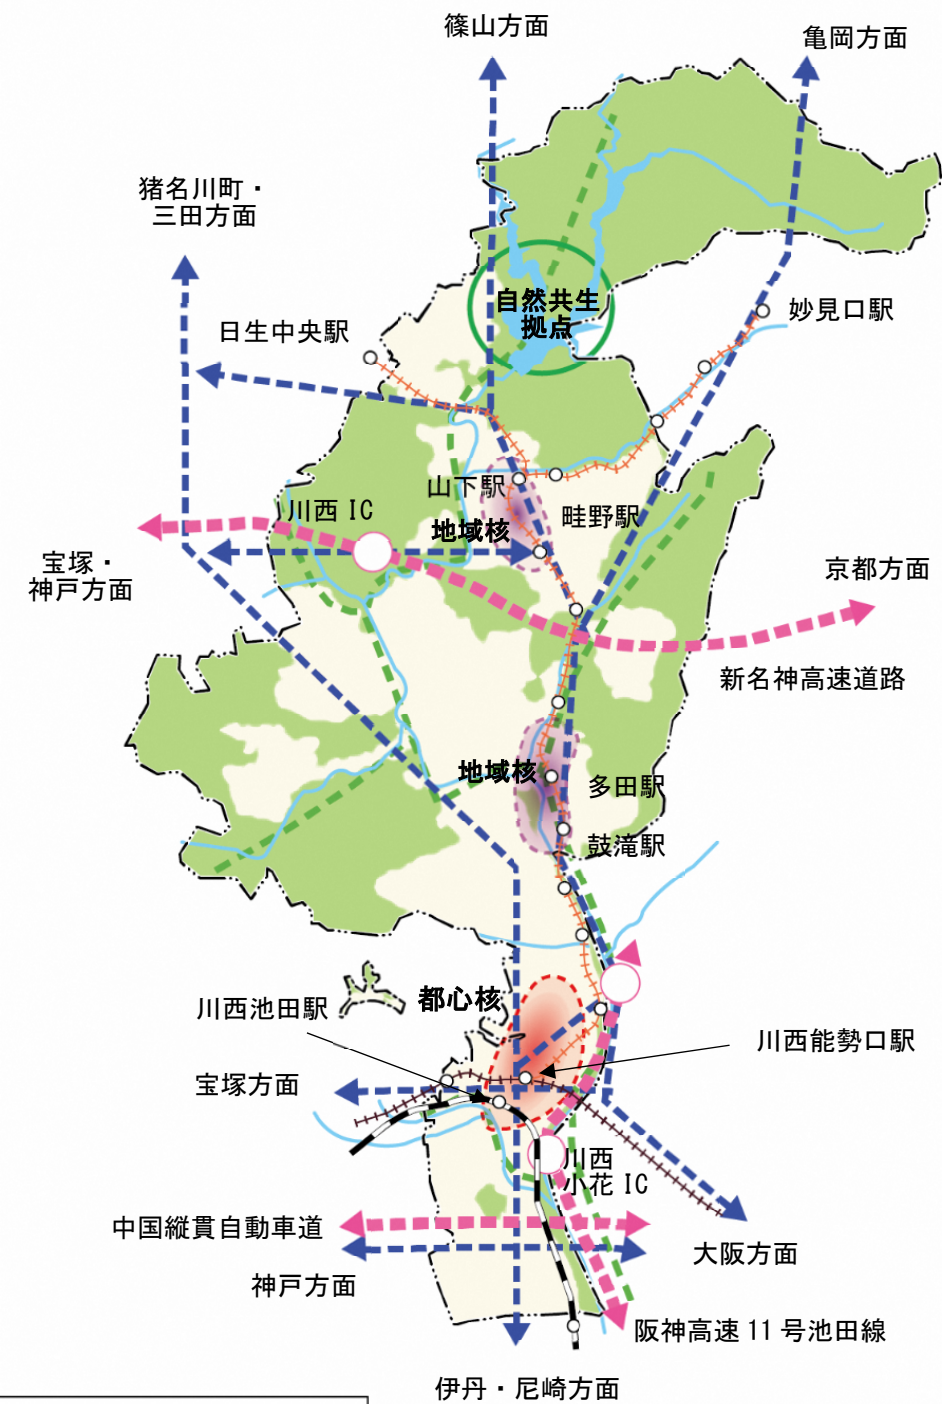 篠山方面
亀岡方面
猪名川町・
三田方面
自然共生
拠点
妙見口駅
日生中央駅
山下駅
川西 IC
畦野駅
地域核
宝塚・
神戸方面
京都方面
新名神高速道路
地域核
多田駅
鼓滝駅
都心核
川西池田駅
川西能勢口駅
宝塚方面
川西
小花 IC
中国縦貫自動車道
大阪方面
神戸方面
阪神高速 11 号池田線
伊丹・尼崎方面